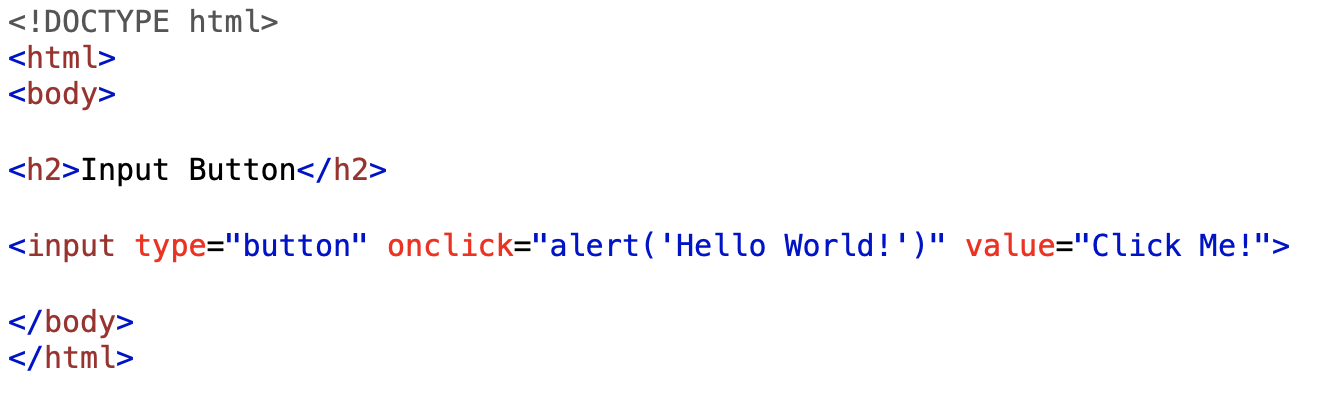 <!DOCTYPE html>
<html>
<body>
<h2>Input Button</h2>
<input type="button" onclick="alert('Hello World!')" value="Click Me!">
</body>
</html>